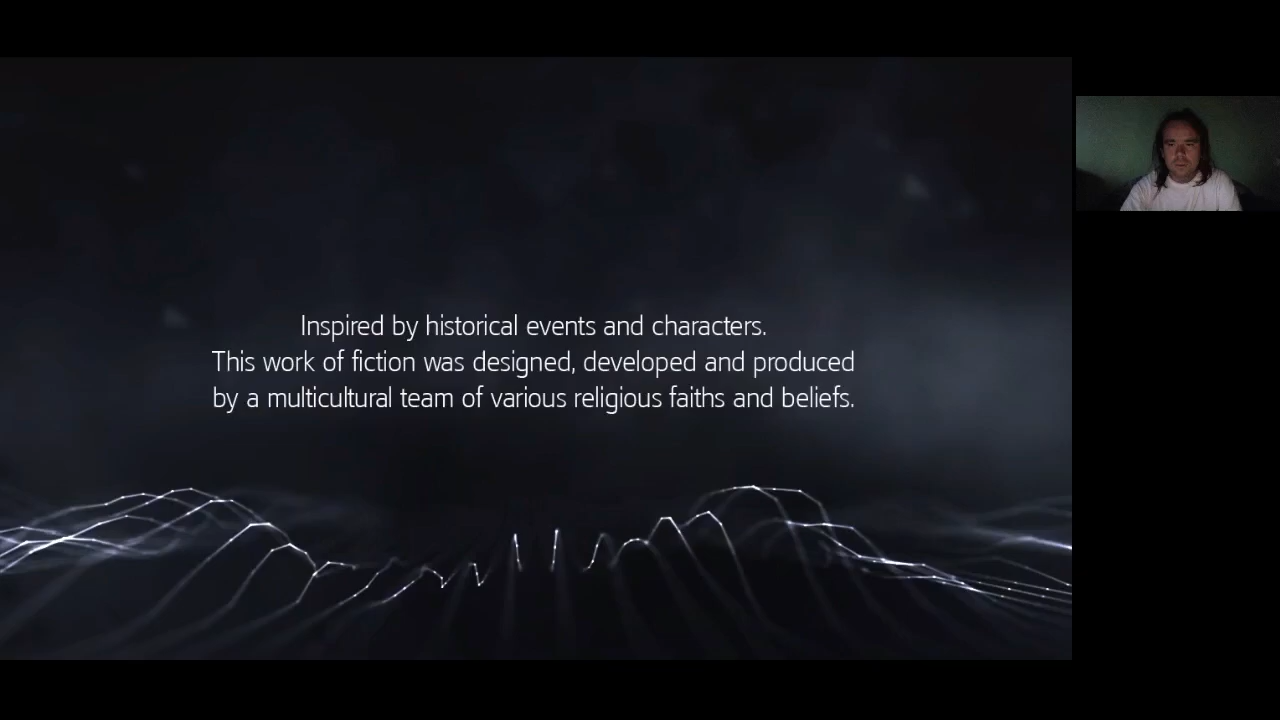 Inspired by historical events and characters.
This work of fiction was designed, developed and produced
by a multicultural team of various religious faiths and beliefs.